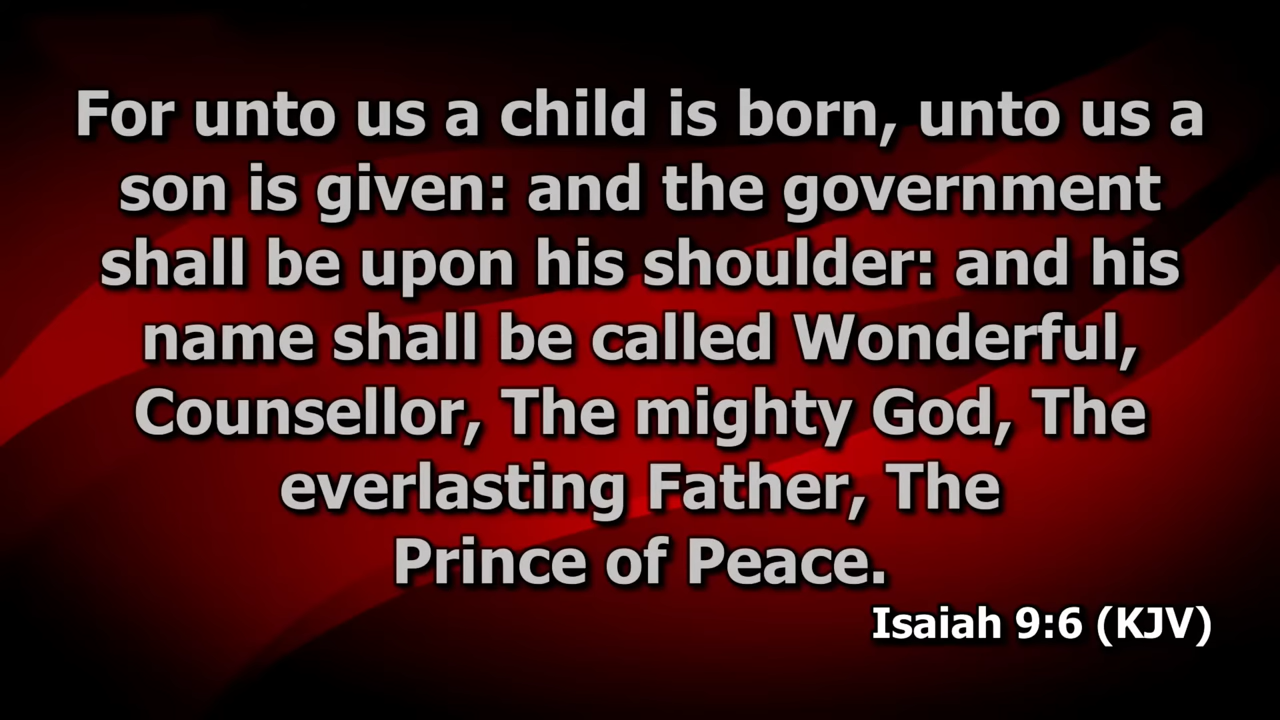 For unto us a child is born, unto us a
son is given: and the government
shall be upon his shoulder: and his
name shall be called Wonderful,
Counsellor, The mighty God, The
everlasting Father, The
Prince of Peace.
Isaiah 9:6 (KJV)